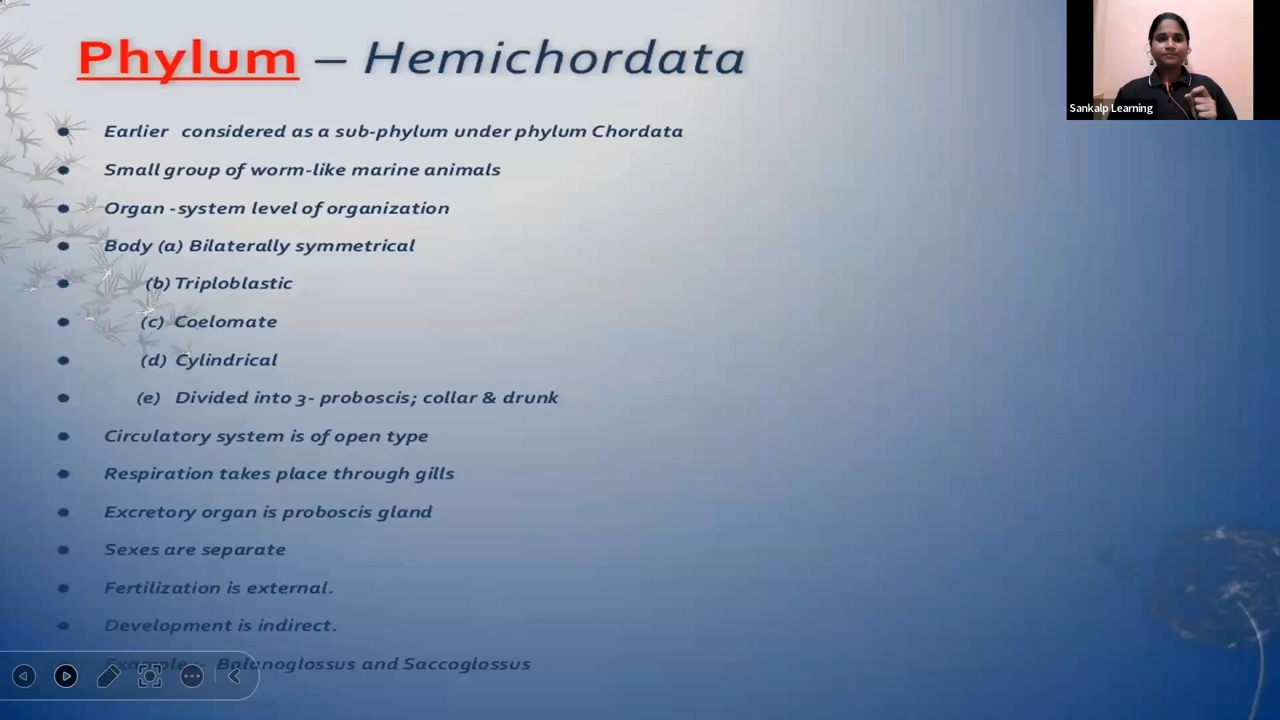 Phylum – Hemichordata
Sankalp Learning
Earlier considered as a sub-phylum under phylum Chordata
Small group of worm-like marine animals
Organ -system level of organization
Body (a) Bilaterally symmetrical
(b) Triploblastic
(c) Coelomate
(d) Cylindrical
(e) Divided into 3- proboscis; collar & drunk
Circulatory system is of open type
Respiration takes place through gills
Excretory organ is proboscis gland
Sexes are separate
Fertilization is external.
Development is indirect.
Example:- Balanoglossus and Saccoglossus